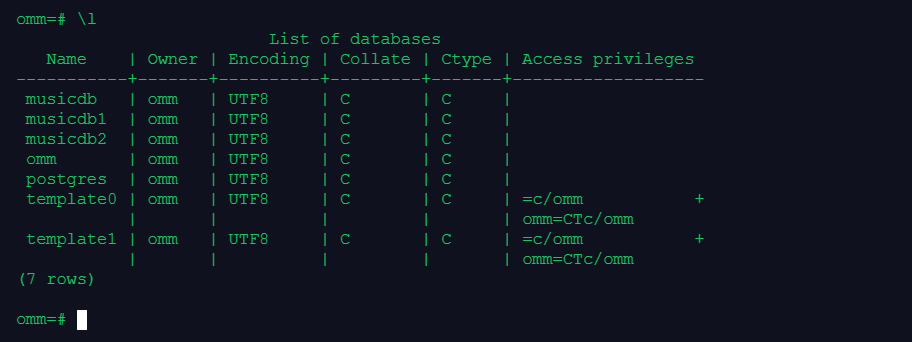 omm=# \l
                         List of databases
   Name    | Owner | Encoding | Collate | Ctype | Access privileges
-----------+-------+----------+---------+-------+-------------------
 musicdb   | omm   | UTF8     | C       | C     |
 musicdb1  | omm   | UTF8     | C       | C     |
 musicdb2  | omm   | UTF8     | C       | C     |
 omm       | omm   | UTF8     | C       | C     |
 postgres  | omm   | UTF8     | C       | C     |
 template0 | omm   | UTF8     | C       | C     | =c/omm           +
           |       |          |         |       | omm=CTc/omm
 template1 | omm   | UTF8     | C       | C     | =c/omm           +
           |       |          |         |       | omm=CTc/omm
(7 rows)
omm=#